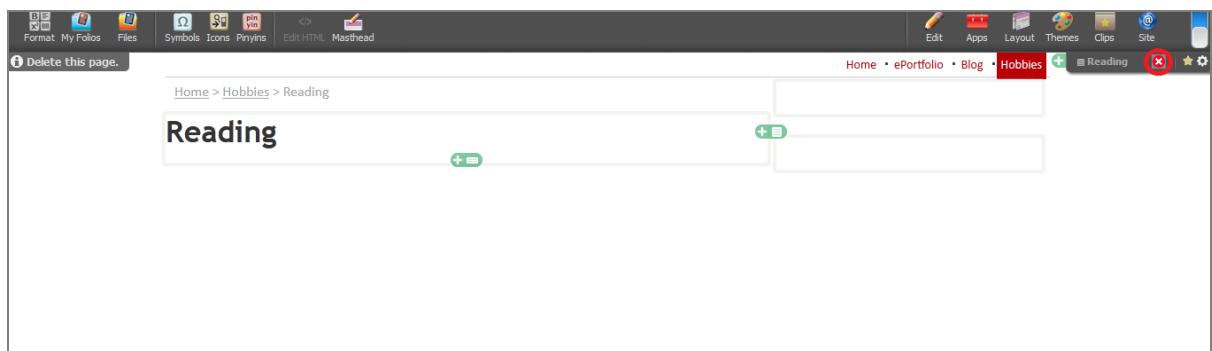 Format My Folios Files Symbols Icons Pinyins Edit HTML Masthead Edit Apps Layout Themes Clips Site
Delete this page.
Home • ePortfolio • Blog • Hobbies Reading
Home > Hobbies > Reading
Reading